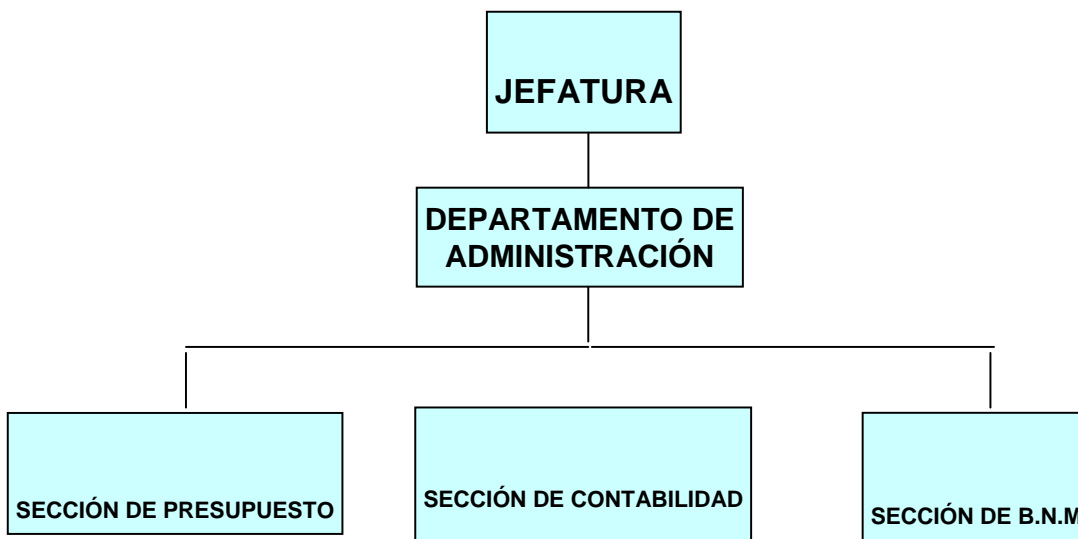 JEFATURA
DEPARTAMENTO DE
ADMINISTRACIÓN
SECCIÓN DE PRESUPUESTO
SECCIÓN DE CONTABILIDAD
SECCIÓN DE B.N.M